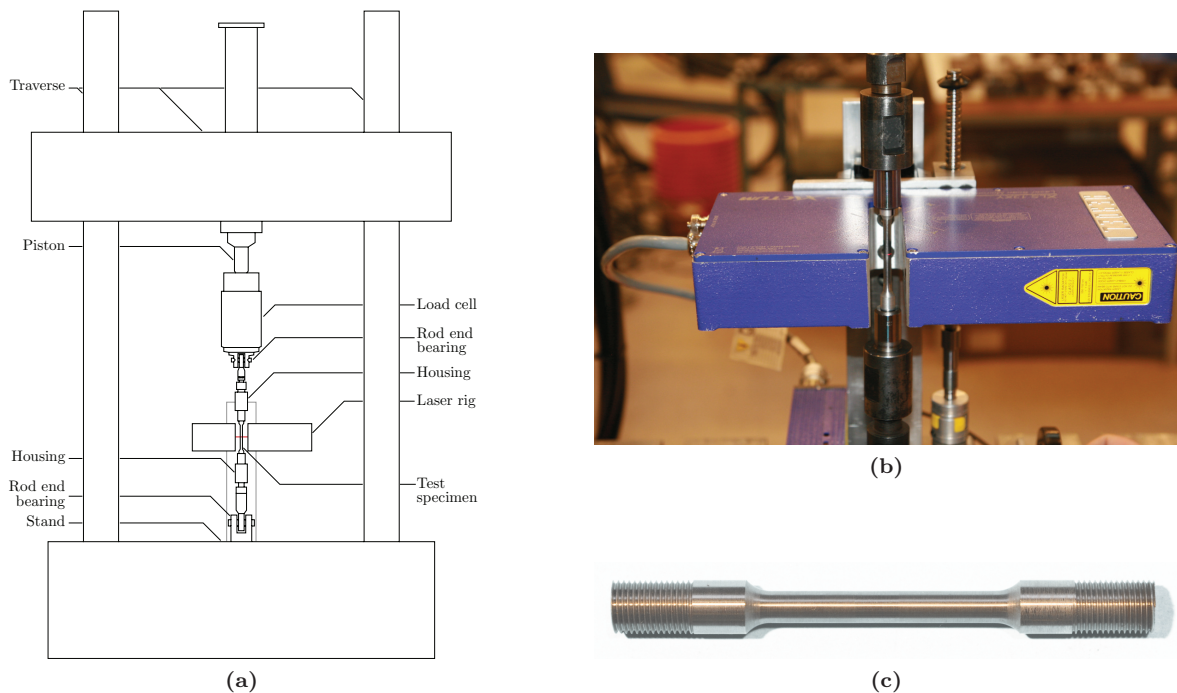 Traverse
Piston
Load cell
Rod end
bearing
Housing
Laser rig
Housing
Test
specimen
Rod end
bearing
Stand
(a)
CAUTION
(b)
(c)